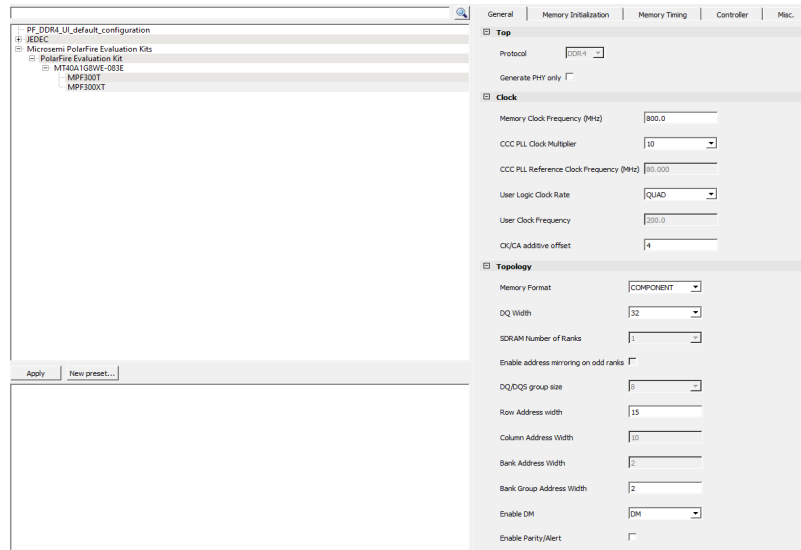 PF_DDR4_UI_default_configuration
JEDEC
Microsemi PolarFire Evaluation Kits
PolarFire Evaluation Kit
MT40A1G8WE-083E
MPF300T
MPF300XT
Apply
New preset...
General
Memory Initialization
Memory Timing
Controller
Misc.
Top
Protocol DDR4
Generate PHY only
Clock
Memory Clock Frequency (MHz) 800.0
CCC PLL Clock Multiplier 10
CCC PLL Reference Clock Frequency (MHz) 80.000
User Logic Clock Rate QUAD
User Clock Frequency 200.0
CK/CA additive offset 4
Topology
Memory Format COMPONENT
DQ Width 32
SDRAM Number of Ranks 1
Enable address mirroring on odd ranks
DQ/DQS group size 8
Row Address width 15
Column Address Width 10
Bank Address Width 2
Bank Group Address Width 2
Enable DM DM
Enable Parity/Alert